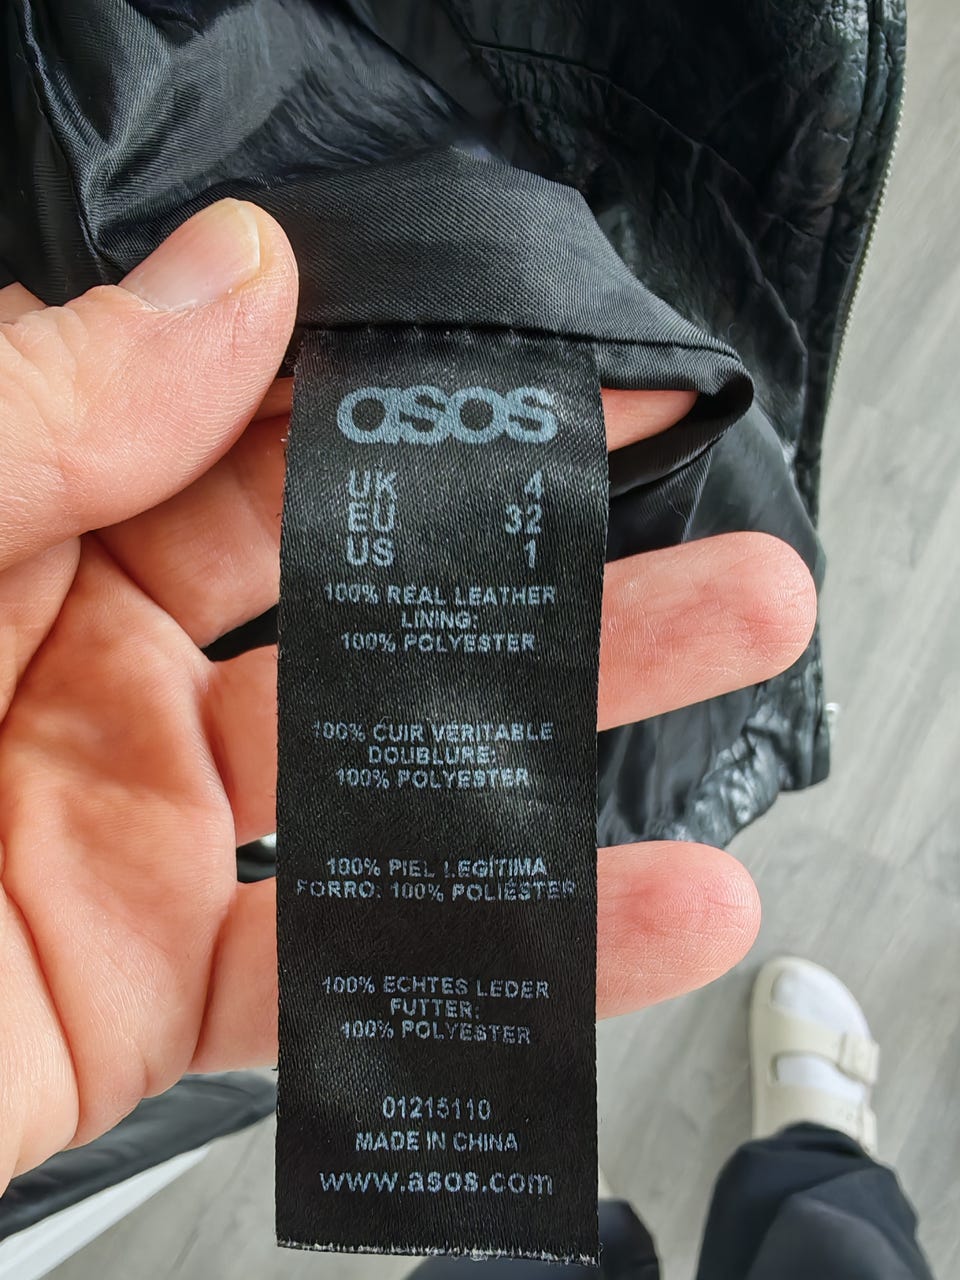 asos
UK 4
EU 32
US 1
100% REAL LEATHER
LINING:
100% POLYESTER
100% CUIR VÉRITABLE
DOUBLURE:
100% POLYESTER
100% PIEL LEGÍTIMA
FORRO: 100% POLIÉSTER
100% ECHTES LEDER
FUTTER:
100% POLYESTER
01215110
MADE IN CHINA
www.asos.com